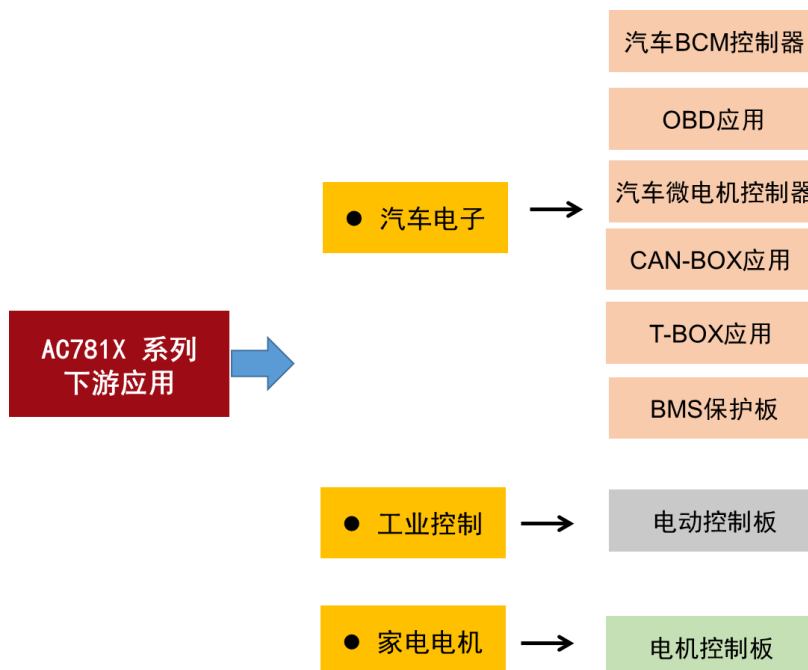 AC781X 系列
下游应用
● 汽车电子
汽车BCM控制器
OBD应用
汽车微电机控制器
CAN-BOX应用
T-BOX应用
BMS保护板
● 工业控制
电动控制板
● 家电电机
电机控制板